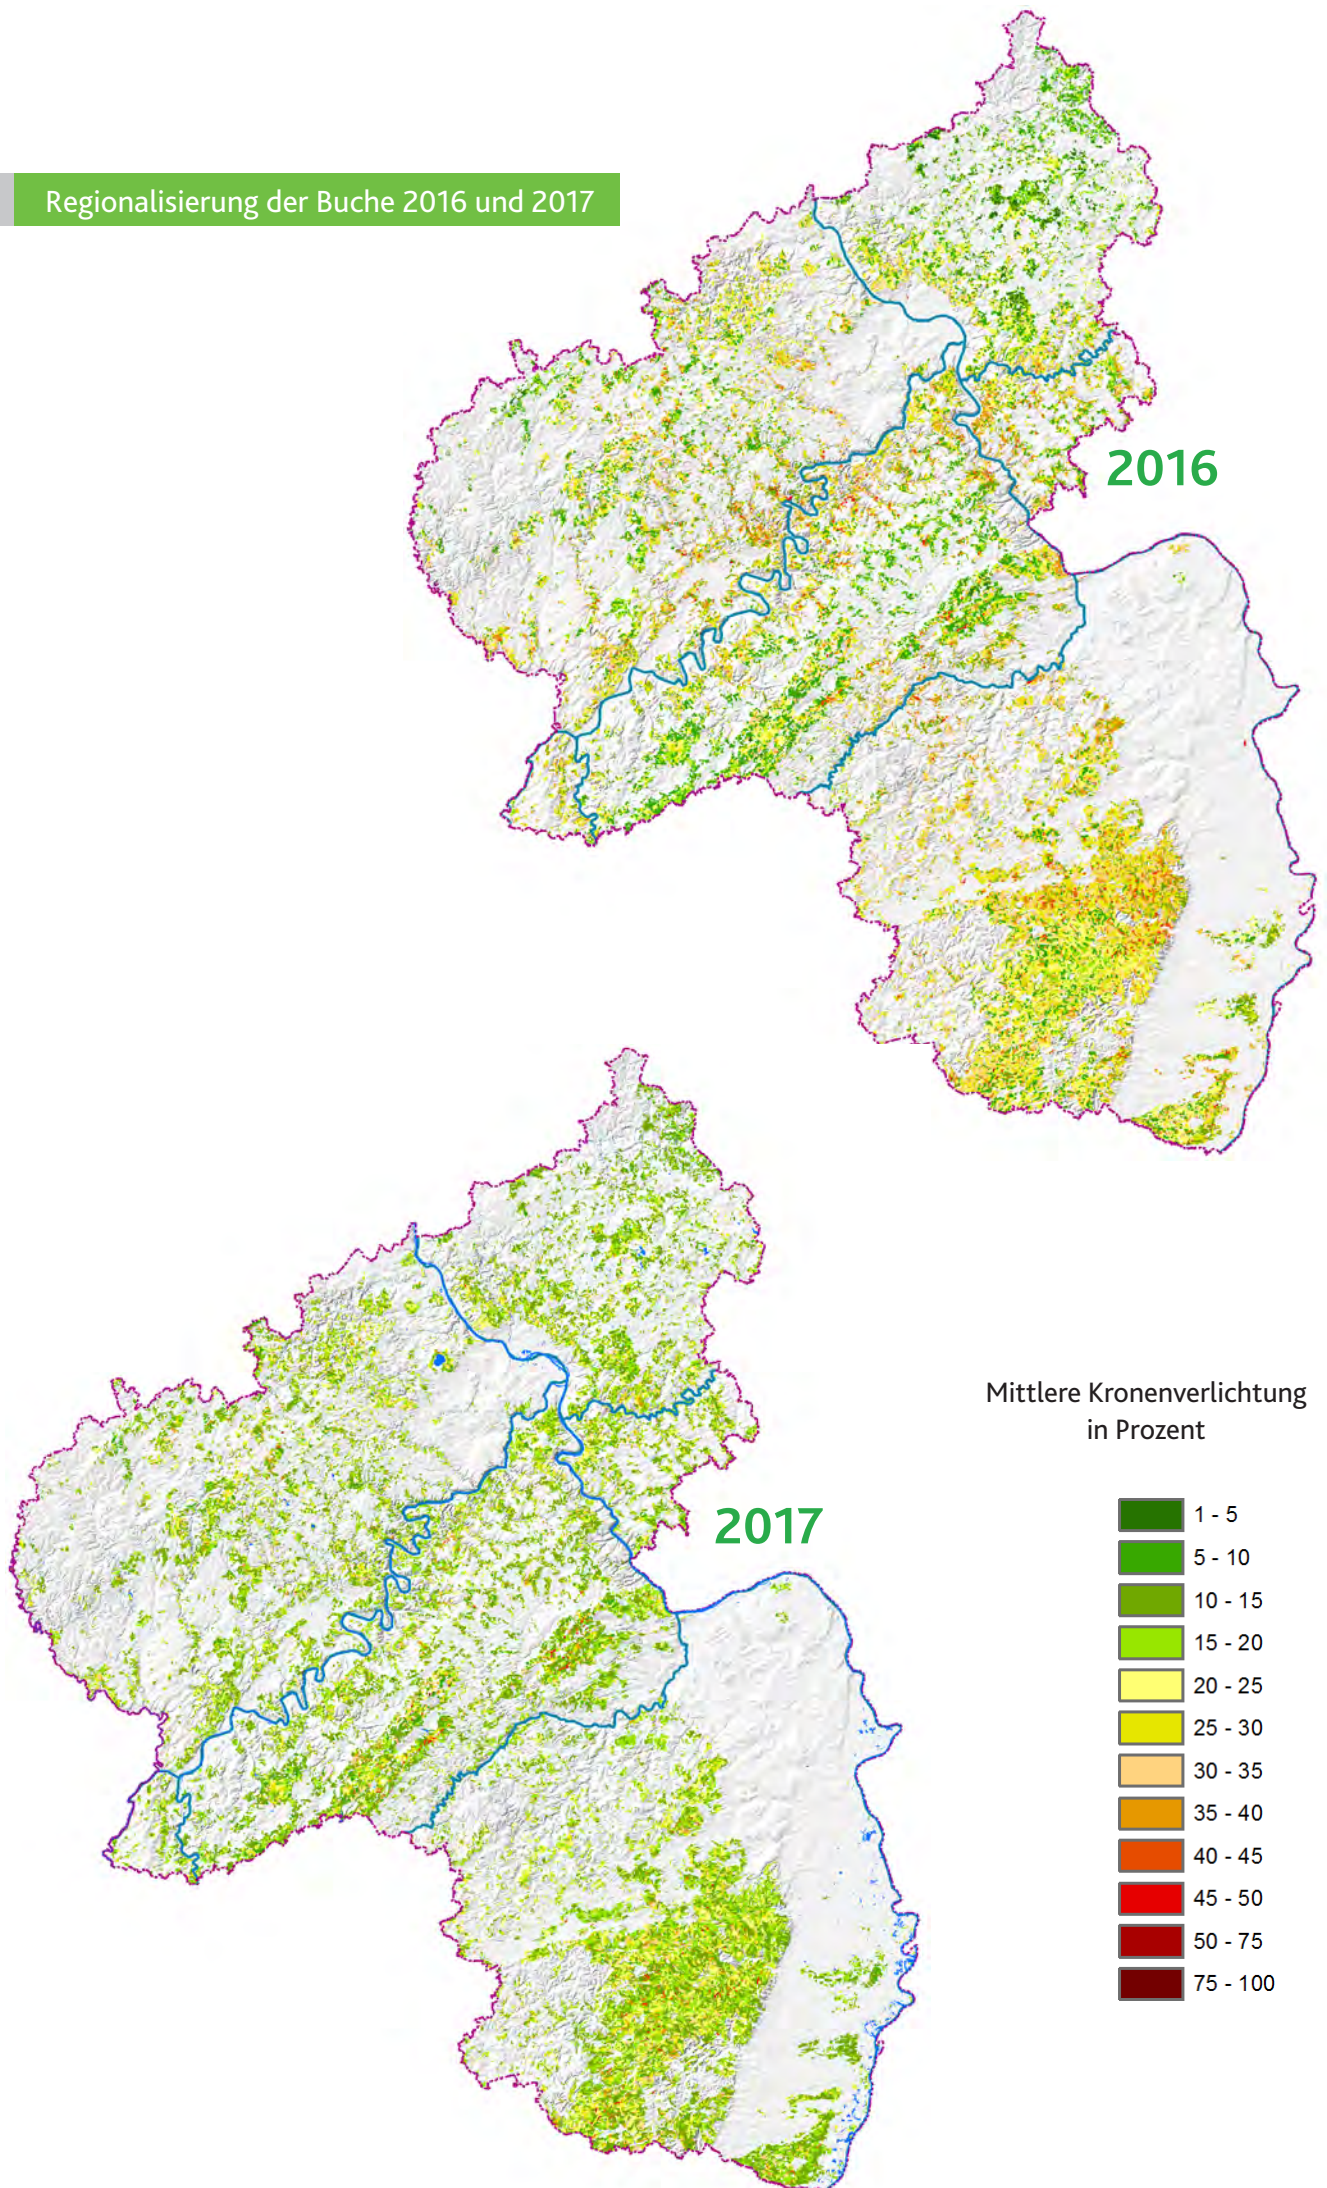 Regionalisierung der Buche 2016 und 2017
2016
2017
Mittlere Kronenverlichtung
in Prozent
1 - 5
5 - 10
10 - 15
15 - 20
20 - 25
25 - 30
30 - 35
35 - 40
40 - 45
45 - 50
50 - 75
75 - 100